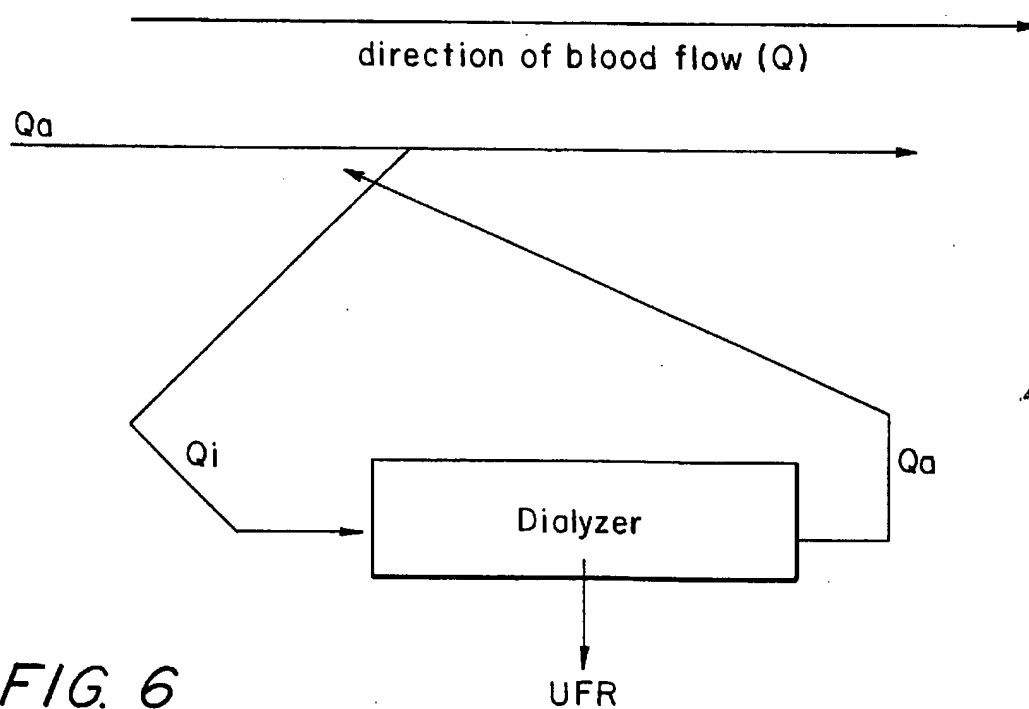 direction of blood flow (Q)
Qa
Qi
Qa
Dialyzer
UFR
FIG. 6